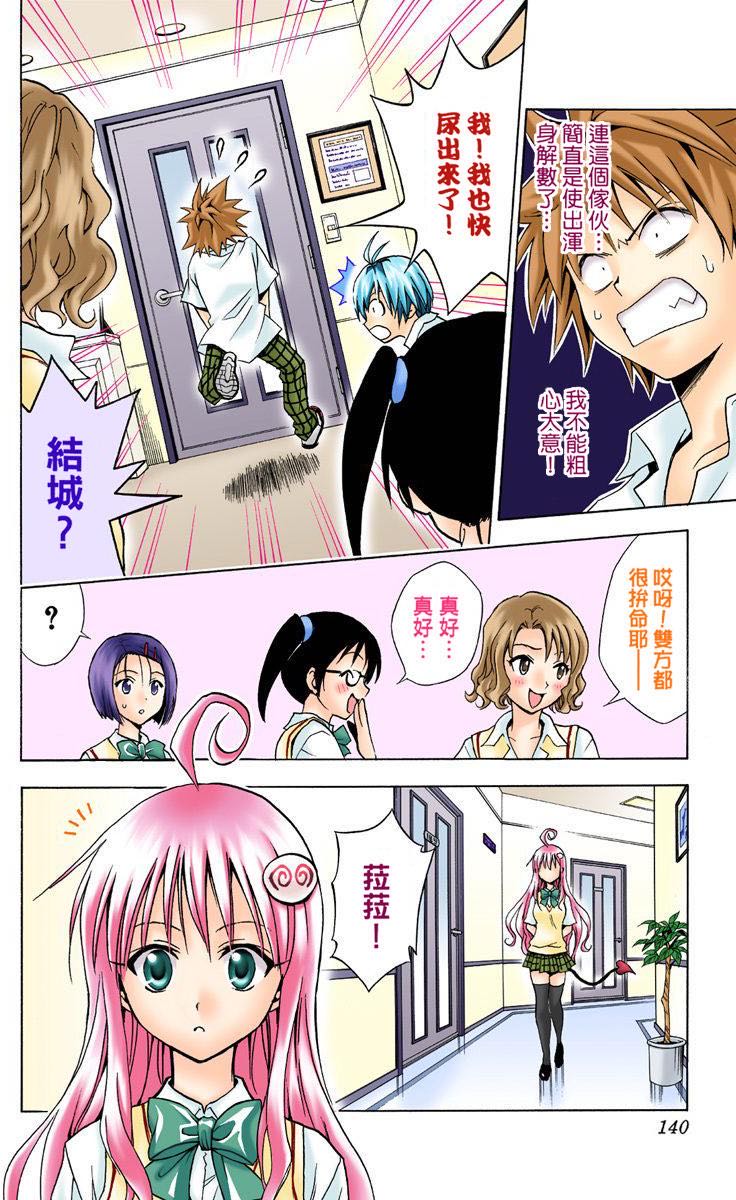 連這個傢伙…
簡直是使出渾
身解數了…
我不能粗
心大意！
我！我也快
尿出來了！
結城？
哎呀！雙方都
很拚命耶——
真好…
真好…
？
菈菈！
140